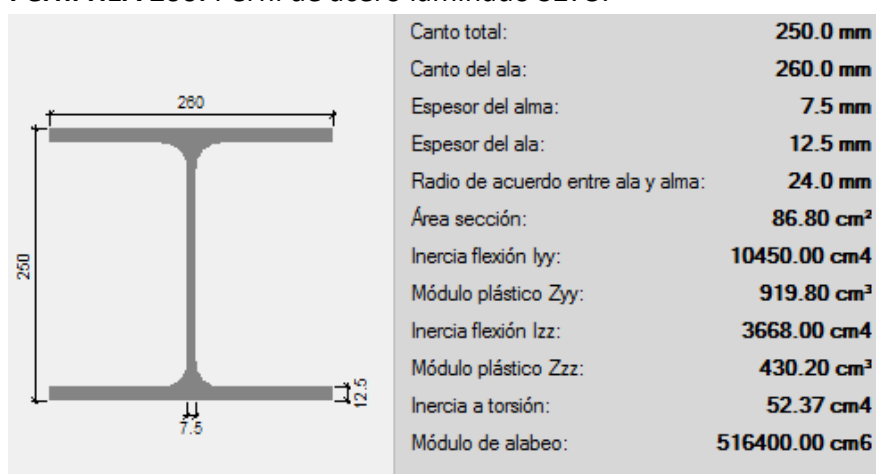 Canto total: 250.0 mm
Canto del ala: 260.0 mm
Espesor del alma: 7.5 mm
Espesor del ala: 12.5 mm
Radio de acuerdo entre ala y alma: 24.0 mm
Área sección: 86.80 cm²
Inercia flexión Iyy: 10450.00 cm4
Módulo plástico Zyy: 919.80 cm³
Inercia flexión Izz: 3668.00 cm4
Módulo plástico Zzz: 430.20 cm³
Inercia a torsión: 52.37 cm4
Módulo de alabeo: 516400.00 cm6
260
250
12.5
7.5